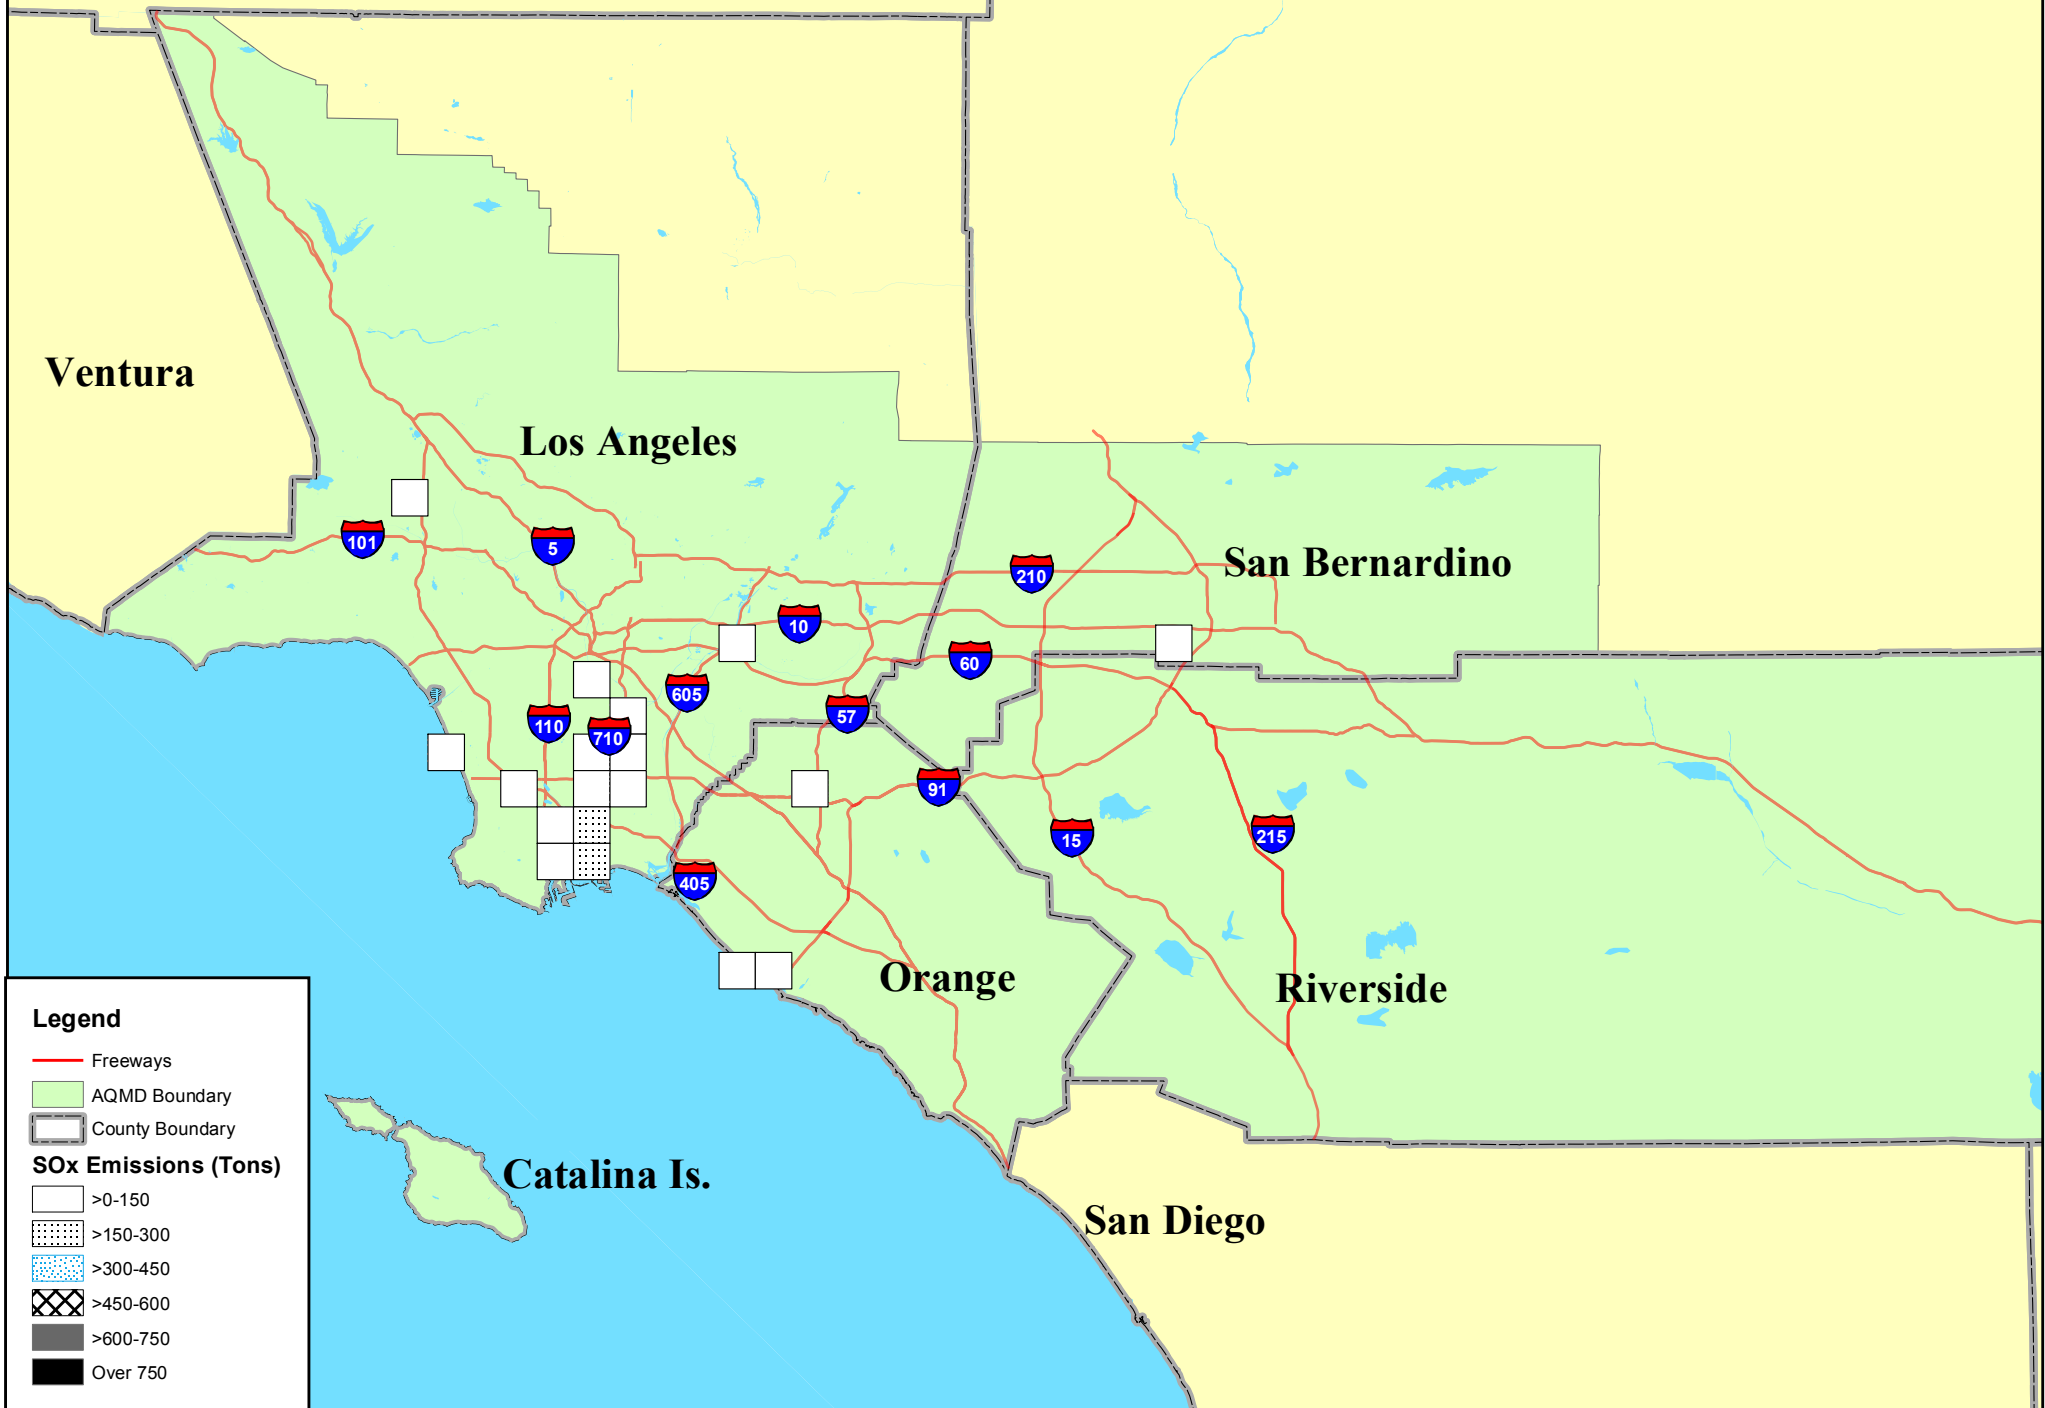 Ventura
Los Angeles
101
5
210
San Bernardino
10
60
605
57
110
710
91
15
215
405
Orange
Riverside
Catalina Is.
San Diego
Legend
Freeways
AQMD Boundary
County Boundary
SOx Emissions (Tons)
>0-150
>150-300
>300-450
>450-600
>600-750
Over 750